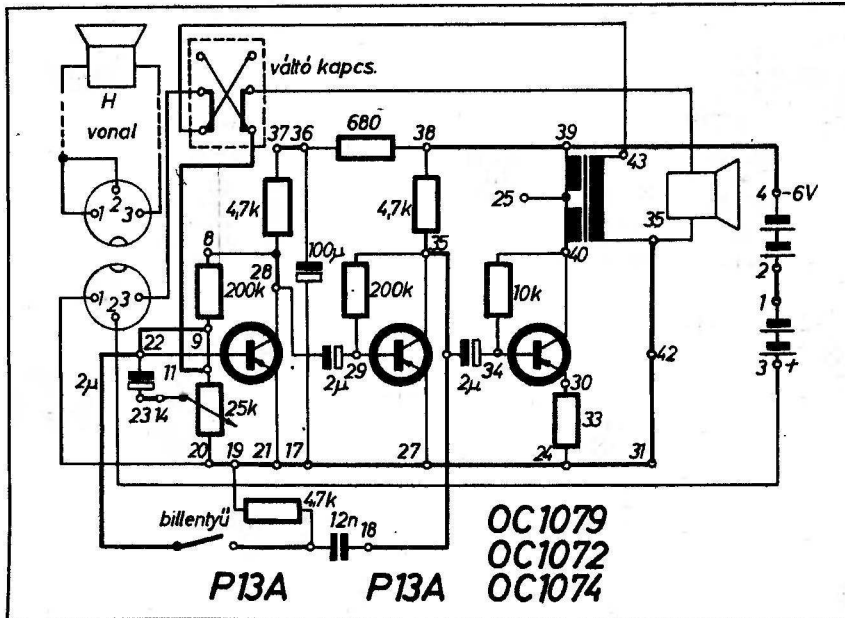 H
vonal
váltó kapcs.
1 2 3
1 2 3
37 36
680
38
39
43
4,7k
4,7k
25
4 -6V
35
8
28
100μ
35
40
2
200k
200k
10k
1
9
22
11
2μ
2μ
29
2μ
34
42
3 +
30
23 14
25k
33
20
19
21
17
27
24
31
4,7k
billentyű
12n
18
P13A
P13A
OC1079
OC1072
OC1074